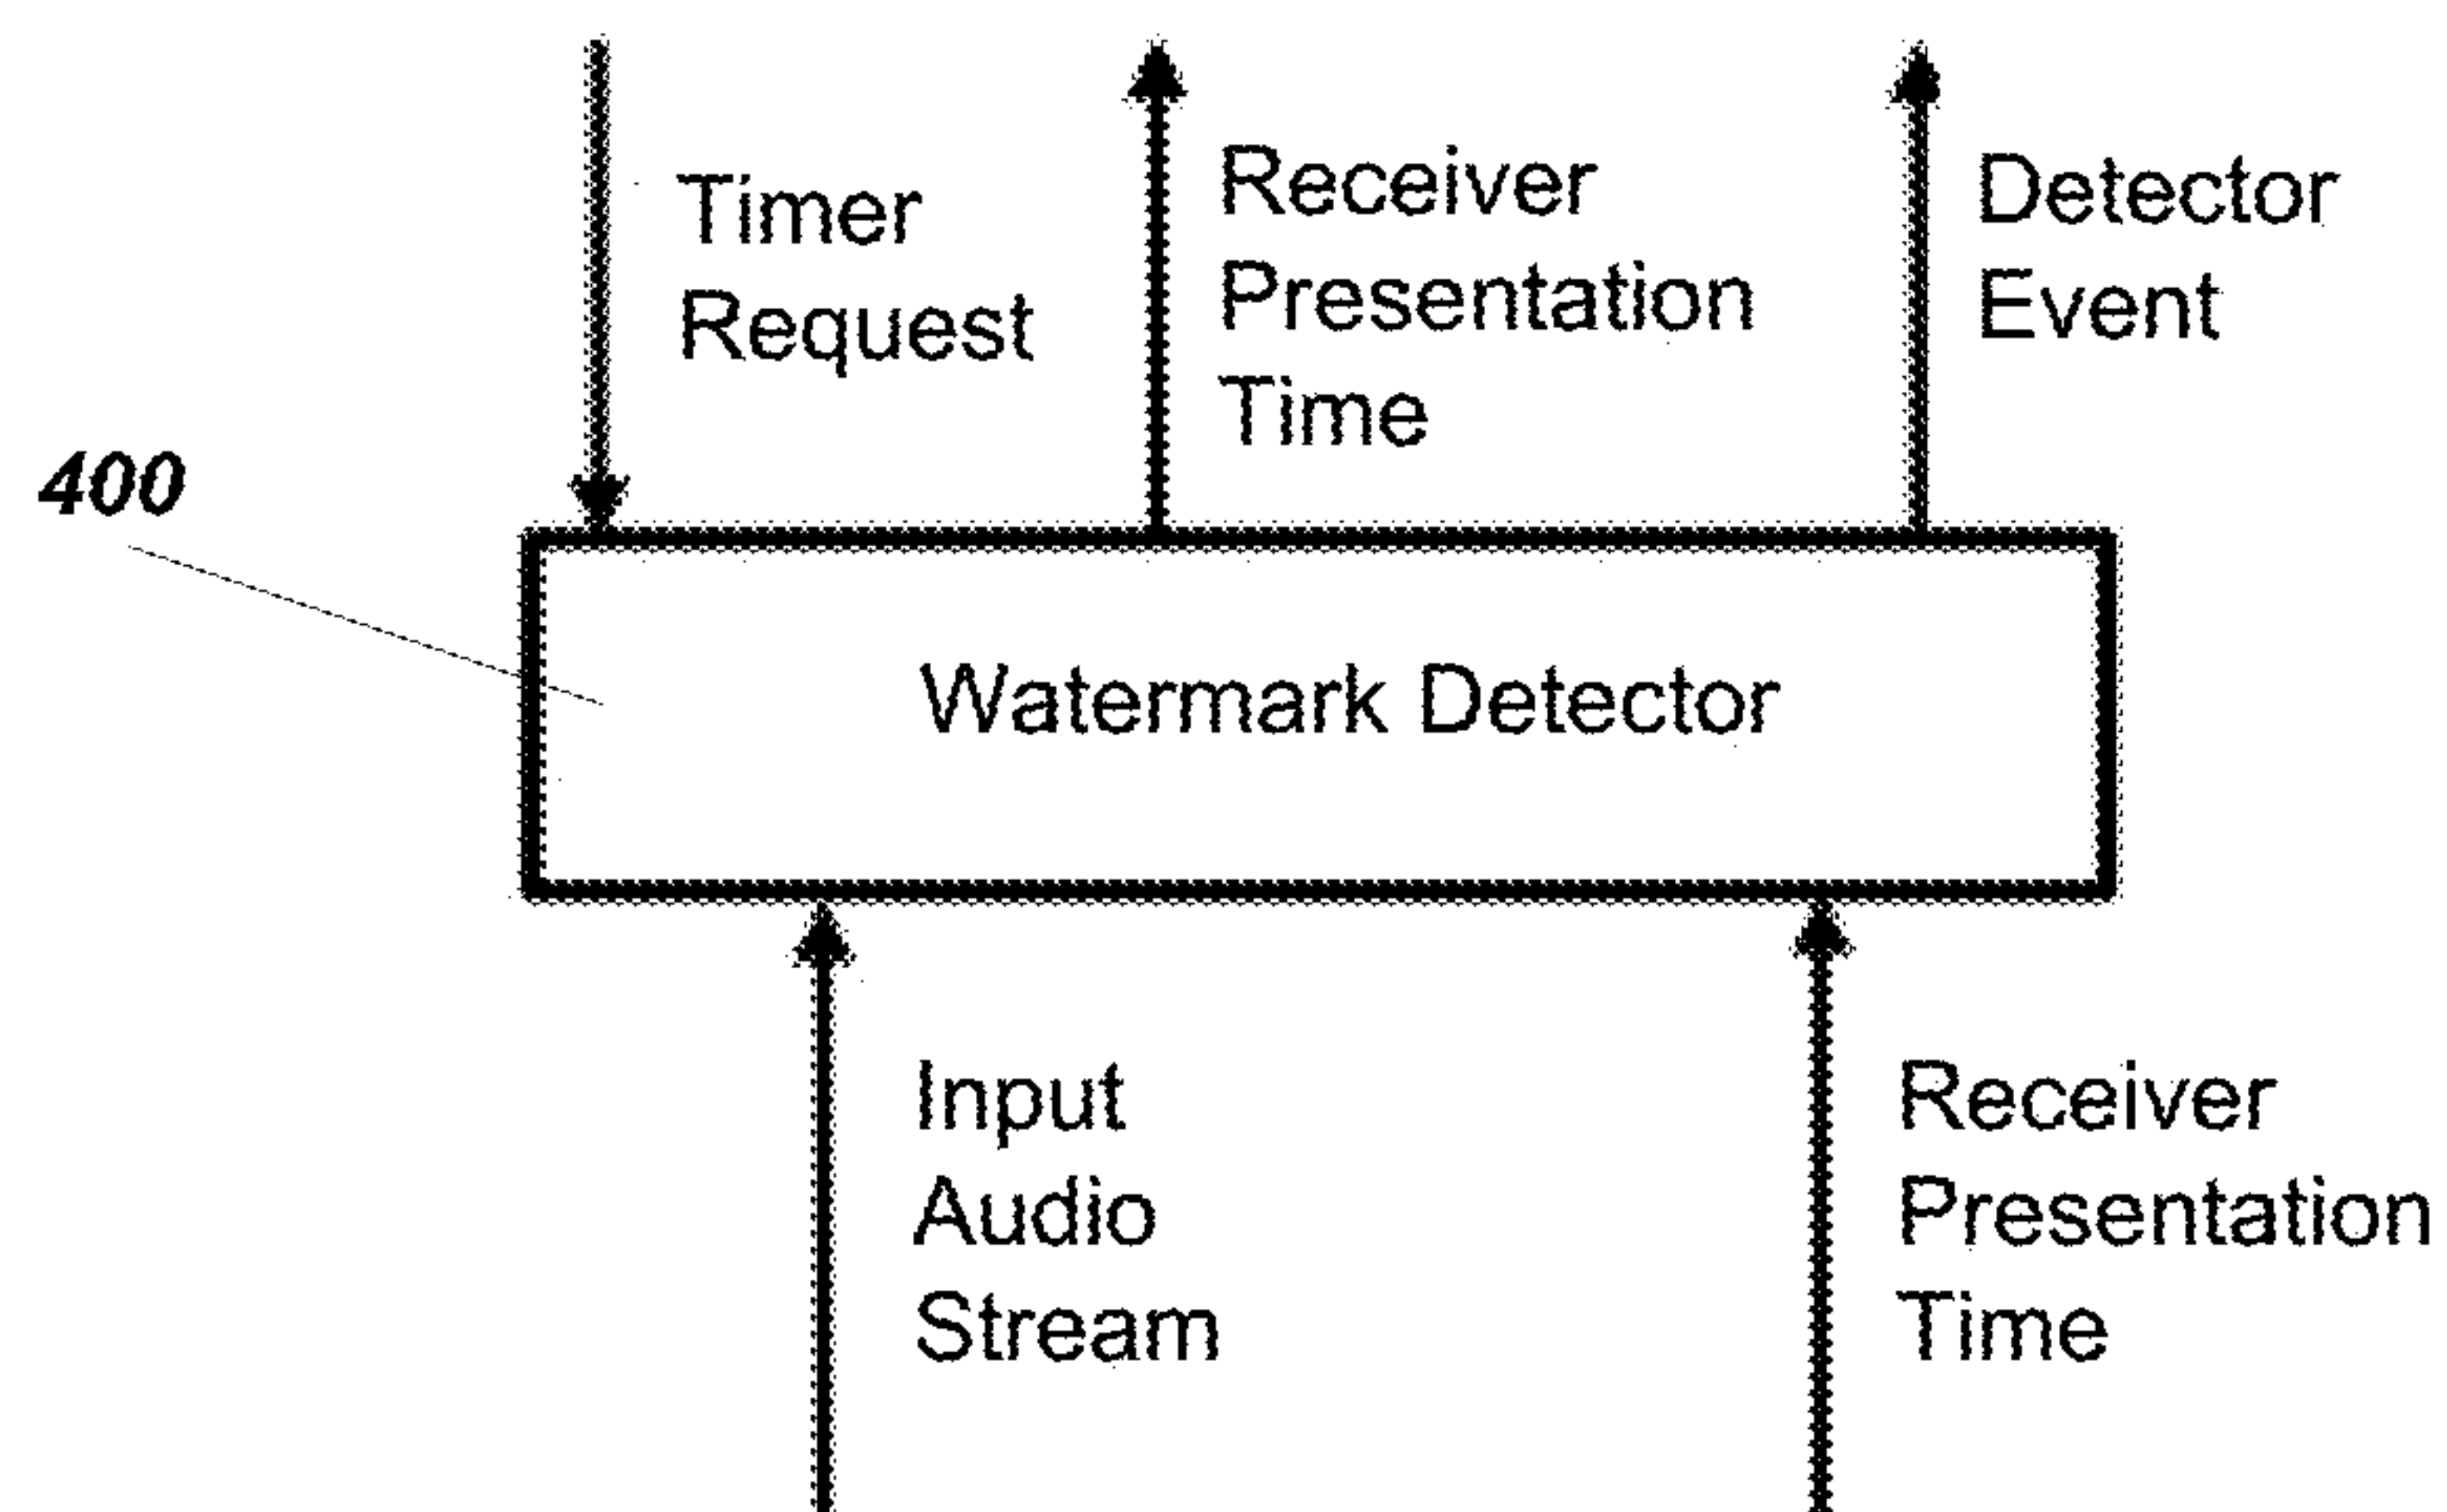 Timer
Request
Receiver
Presentation
Time
Detector
Event
400
Watermark Detector
Input
Audio
Stream
Receiver
Presentation
Time